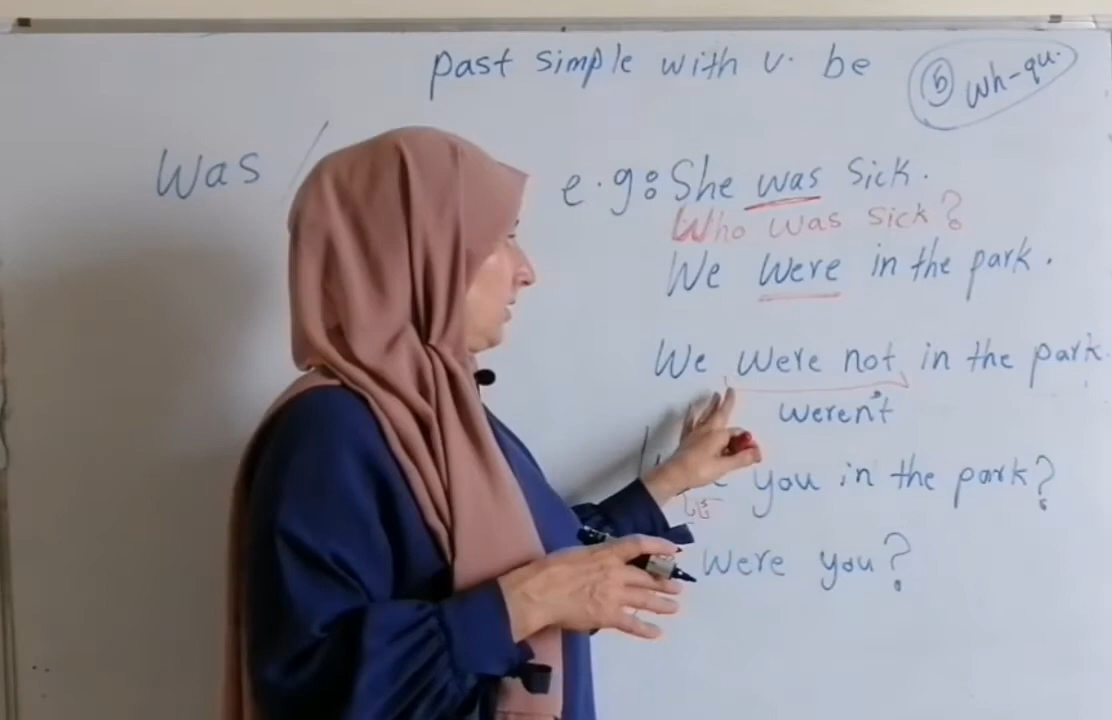 past simple with v. be
⑤ wh-qu.
Was /
e.g: She was sick.
Who was sick?
We were in the park.
We were not in the park.
weren't
you in the park?
were you?